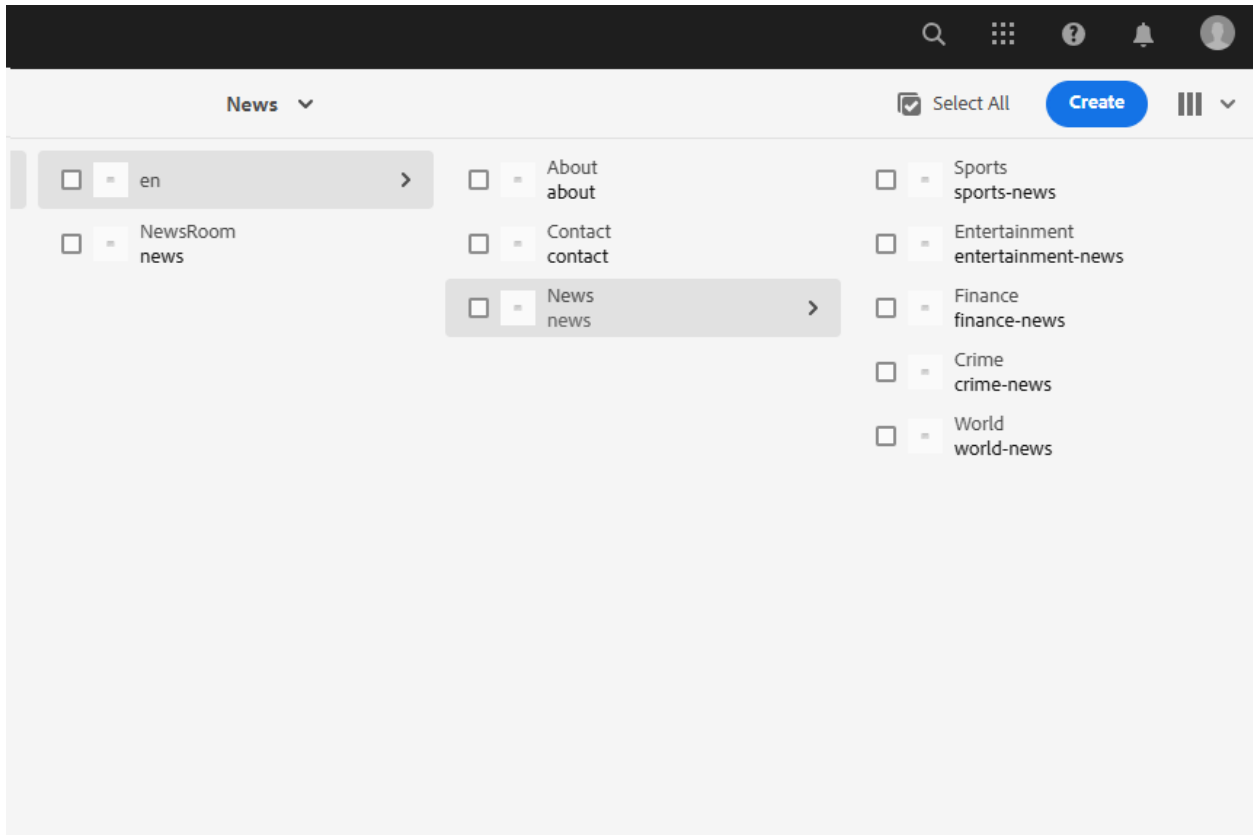 News
Select All
Create
en
NewsRoom
news
About
about
Contact
contact
News
news
Sports
sports-news
Entertainment
entertainment-news
Finance
finance-news
Crime
crime-news
World
world-news